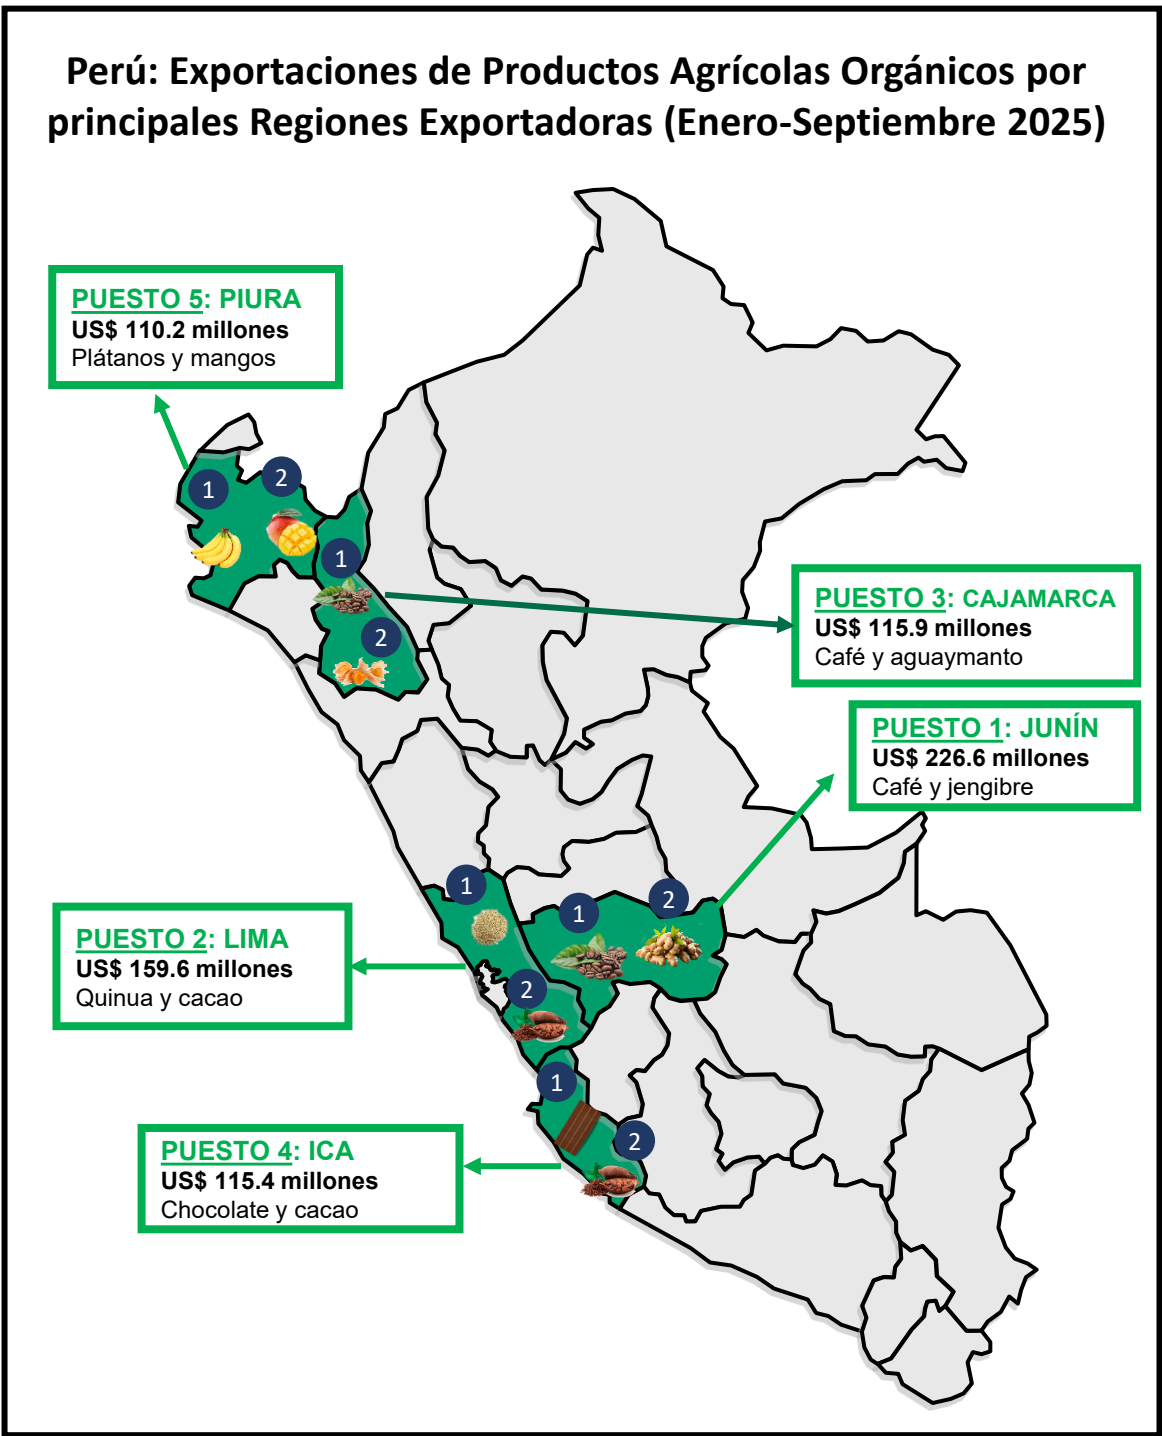 Perú: Exportaciones de Productos Agrícolas Orgánicos por
principales Regiones Exportadoras (Enero-Septiembre 2025)
PUESTO 5: PIURA
US$ 110.2 millones
Plátanos y mangos
1
2
1
2
PUESTO 3: CAJAMARCA
US$ 115.9 millones
Café y aguaymanto
PUESTO 1: JUNÍN
US$ 226.6 millones
Café y jengibre
1
2
1
2
PUESTO 2: LIMA
US$ 159.6 millones
Quinua y cacao
1
2
PUESTO 4: ICA
US$ 115.4 millones
Chocolate y cacao